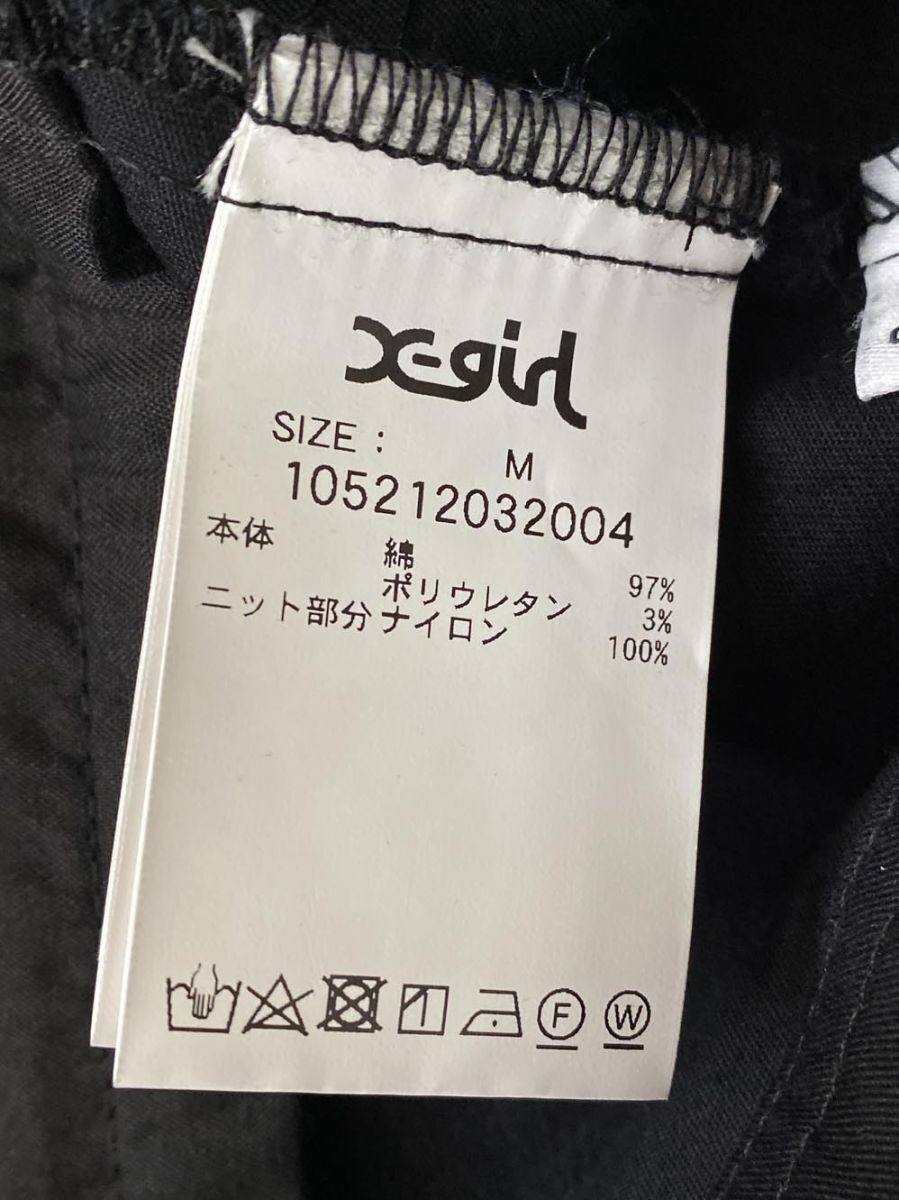 X-girl
SIZE : M
105212032004
本体 綿 97%
ポリウレタン 3%
ニット部分 ナイロン 100%
F W